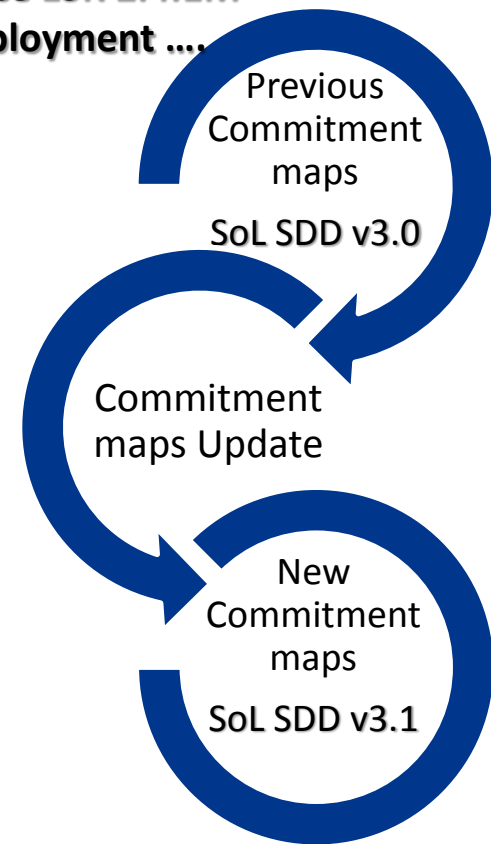 ployment ....
Previous
Commitment
maps
SoL SDD v3.0
Commitment
maps Update
New
Commitment
maps
SoL SDD v3.1